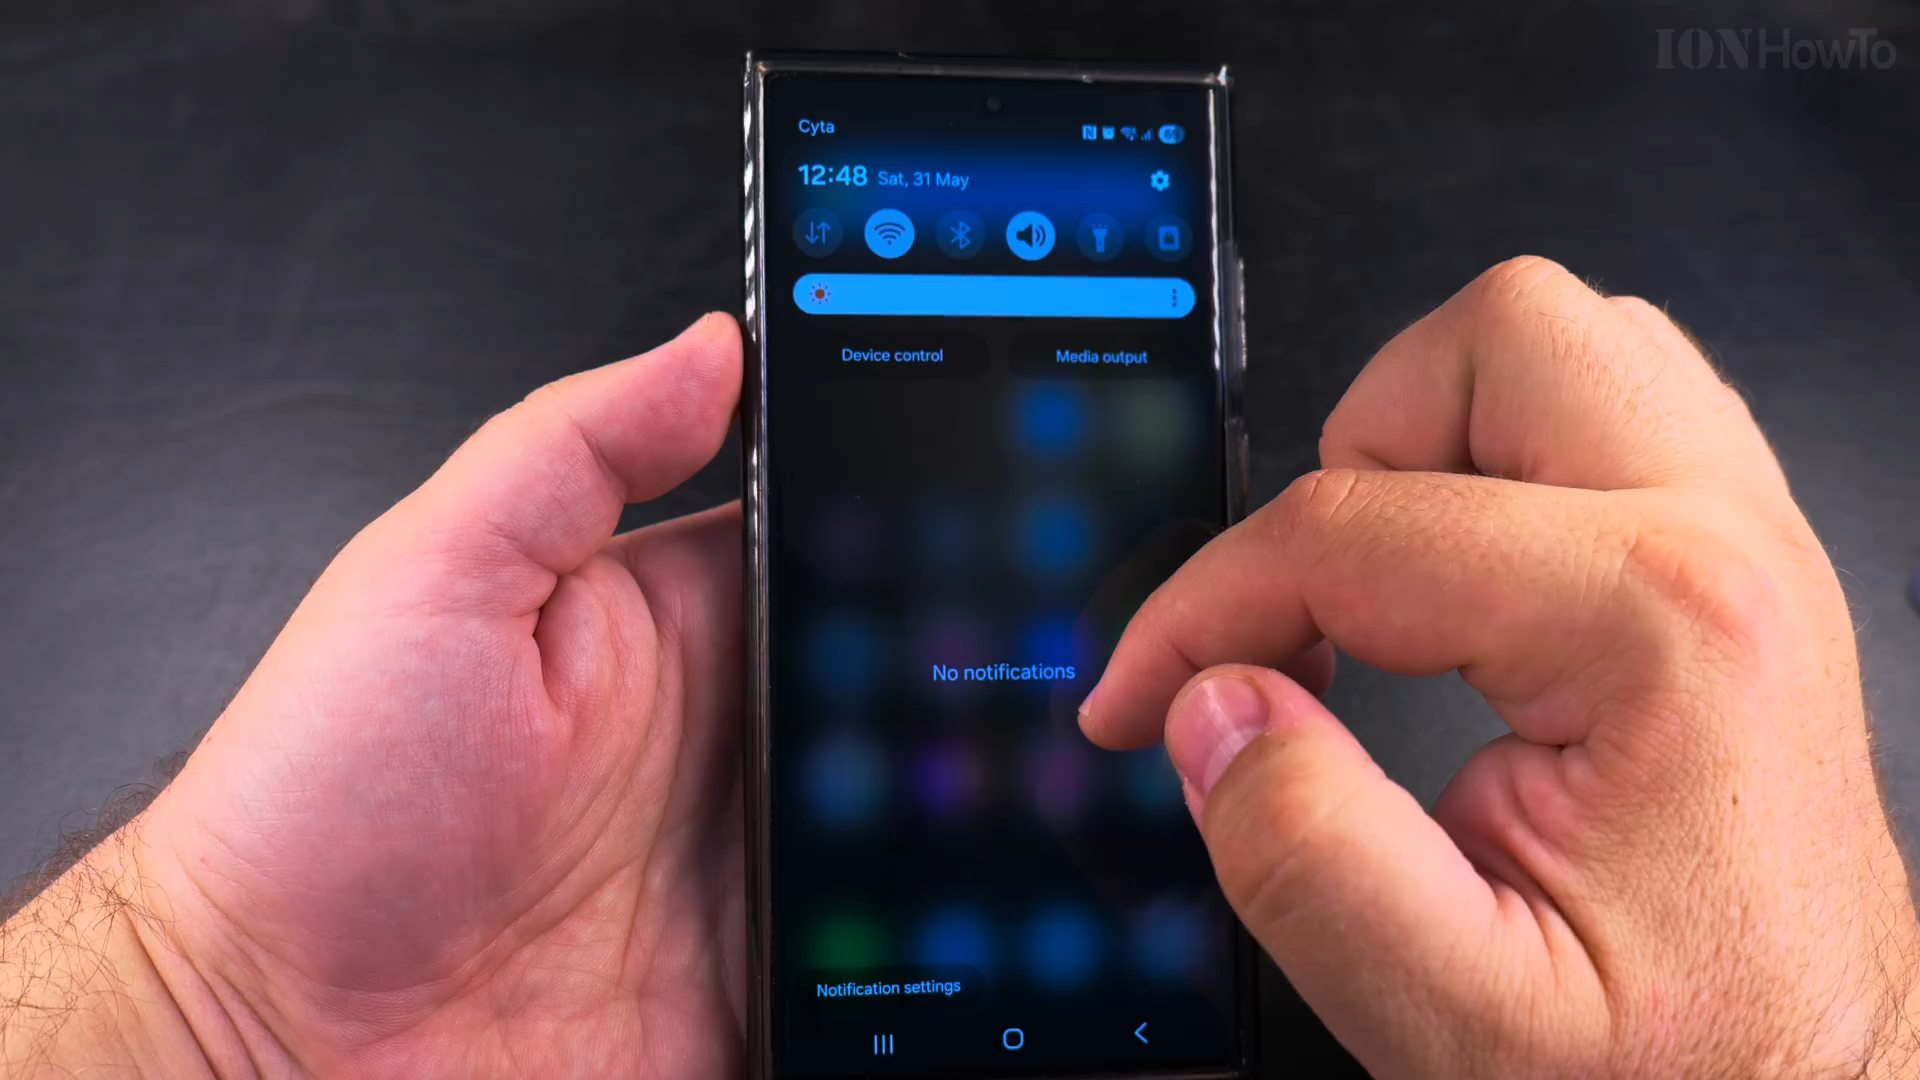 ION HowTo
Cyta
12:48 Sat, 31 May
Device control
Media output
No notifications
Notification settings